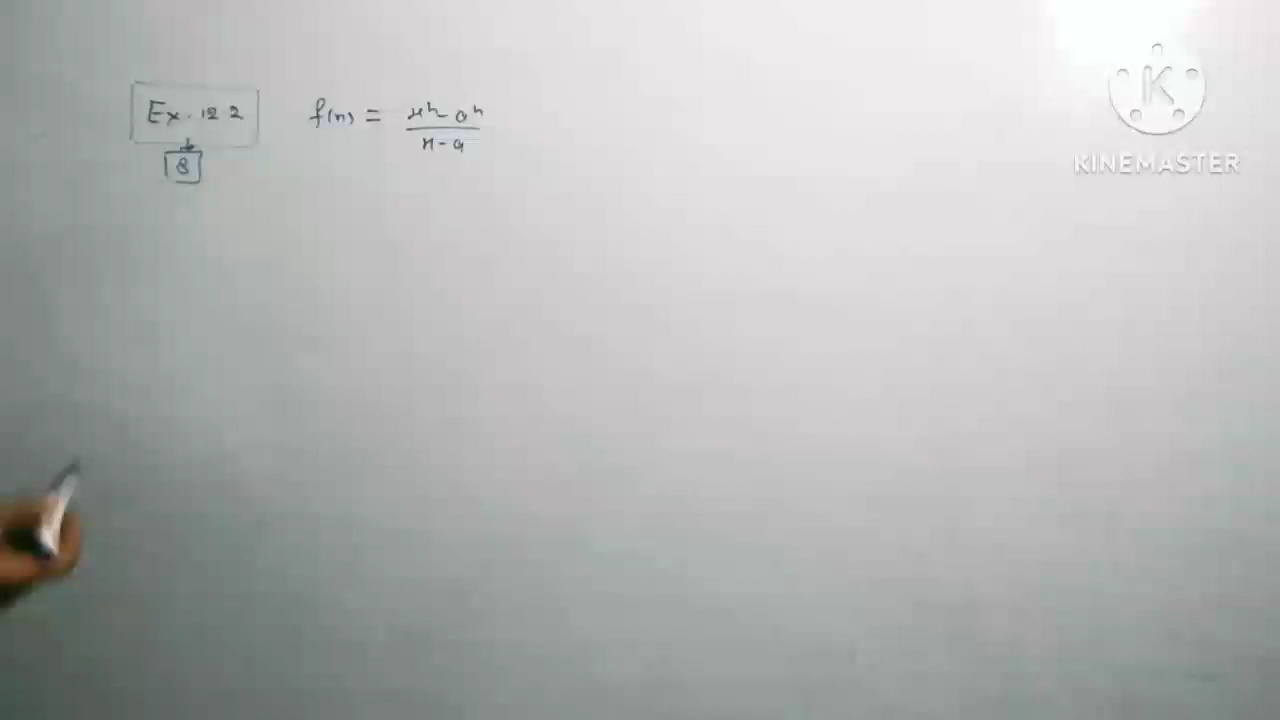 Ex. 12 2 f(x) = xⁿ - aⁿ / x - a
8
KINEMASTER